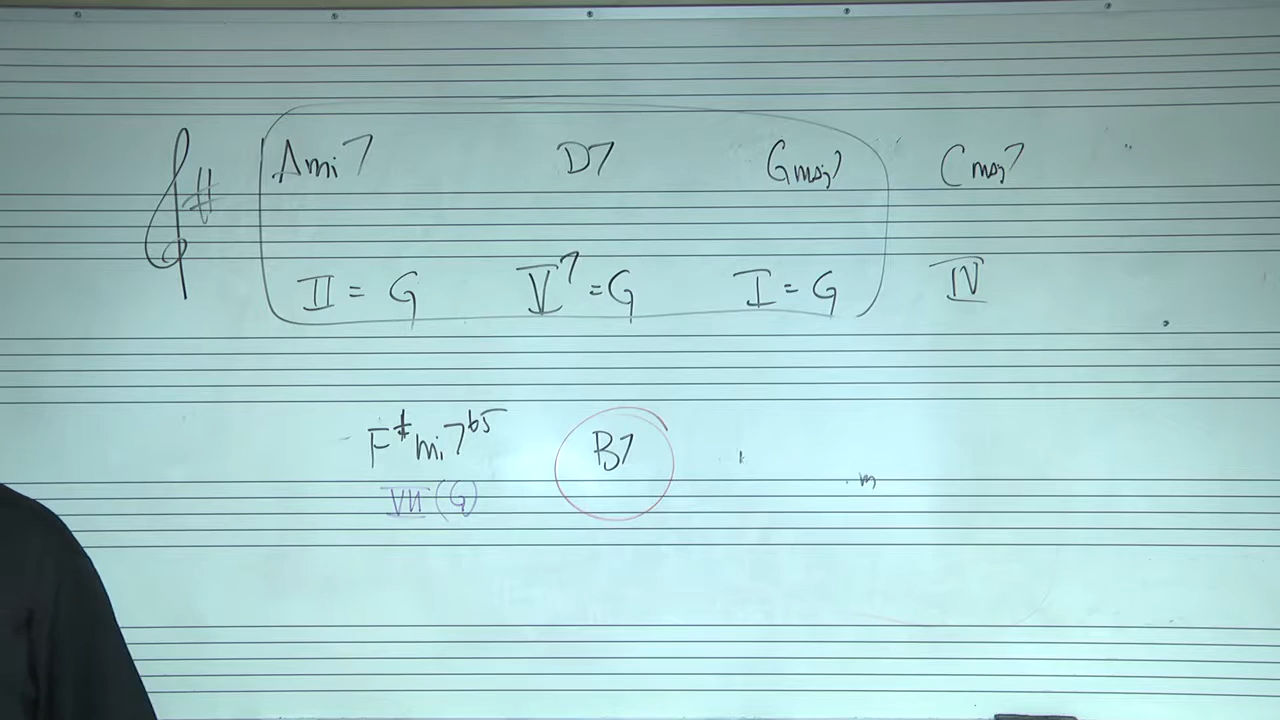 # Ami7 D7 Gmaj7 Cmaj7
II = G V7 = G I = G IV
F#mi7b5 B7
VII (G)
m